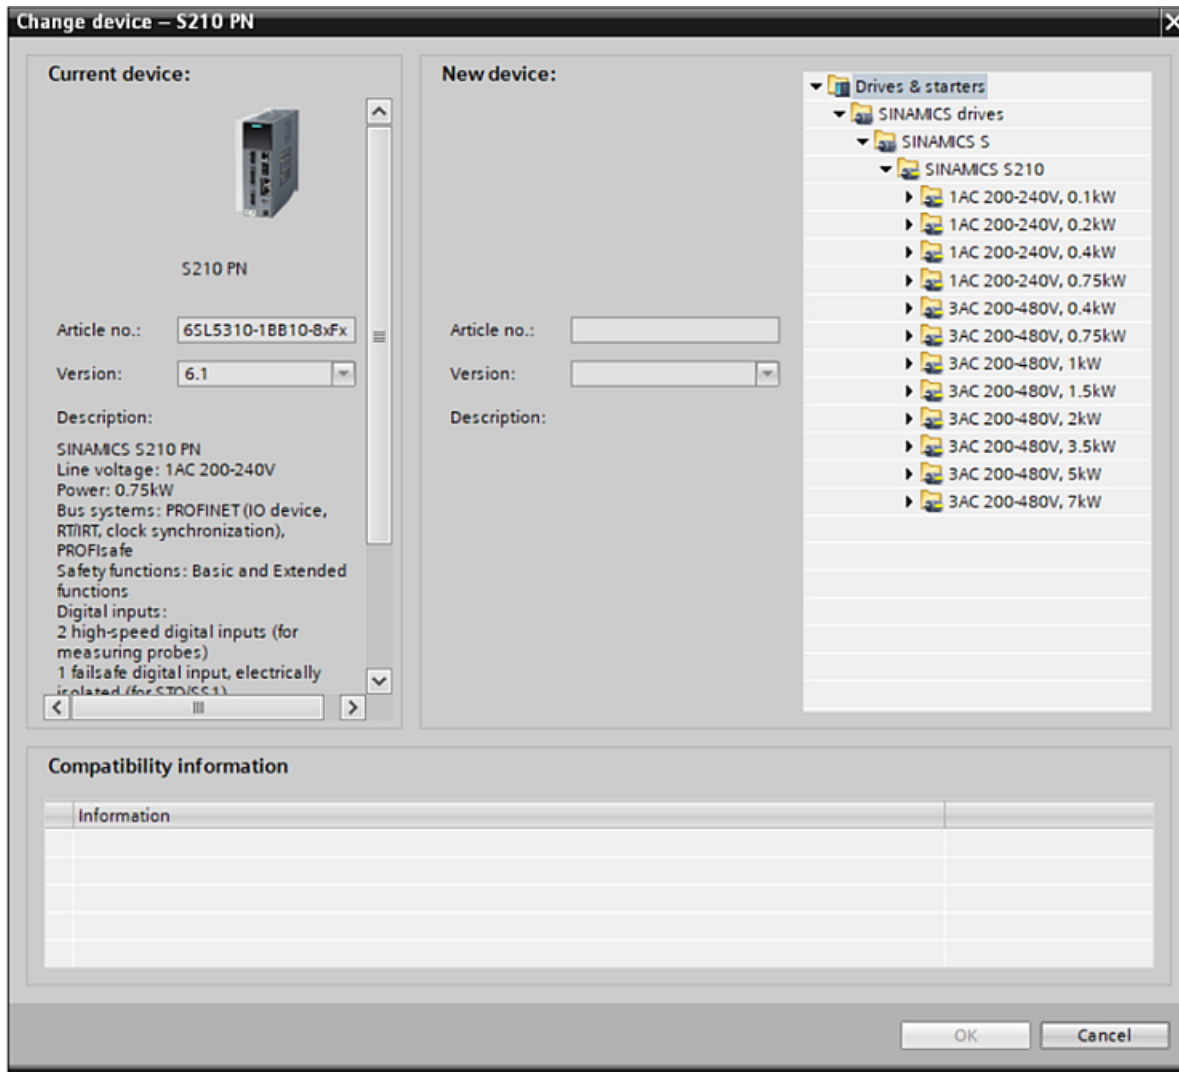 Change device – S210 PN
Current device:
S210 PN
Article no.: 6SL5310-1BB10-8xFx
Version: 6.1
Description:
SINAMICS S210 PN
Line voltage: 1AC 200-240V
Power: 0.75kW
Bus systems: PROFINET (IO device,
RT/IRT, clock synchronization),
PROFIsafe
Safety functions: Basic and Extended
functions
Digital inputs:
2 high-speed digital inputs (for
measuring probes)
1 failsafe digital input, electrically
isolated (for STO/SS1)
New device:
Article no.:
Version:
Description:
Drives & starters
SINAMICS drives
SINAMICS S
SINAMICS S210
1AC 200-240V, 0.1kW
1AC 200-240V, 0.2kW
1AC 200-240V, 0.4kW
1AC 200-240V, 0.75kW
3AC 200-480V, 0.4kW
3AC 200-480V, 0.75kW
3AC 200-480V, 1kW
3AC 200-480V, 1.5kW
3AC 200-480V, 2kW
3AC 200-480V, 3.5kW
3AC 200-480V, 5kW
3AC 200-480V, 7kW
Compatibility information
Information
OK
Cancel